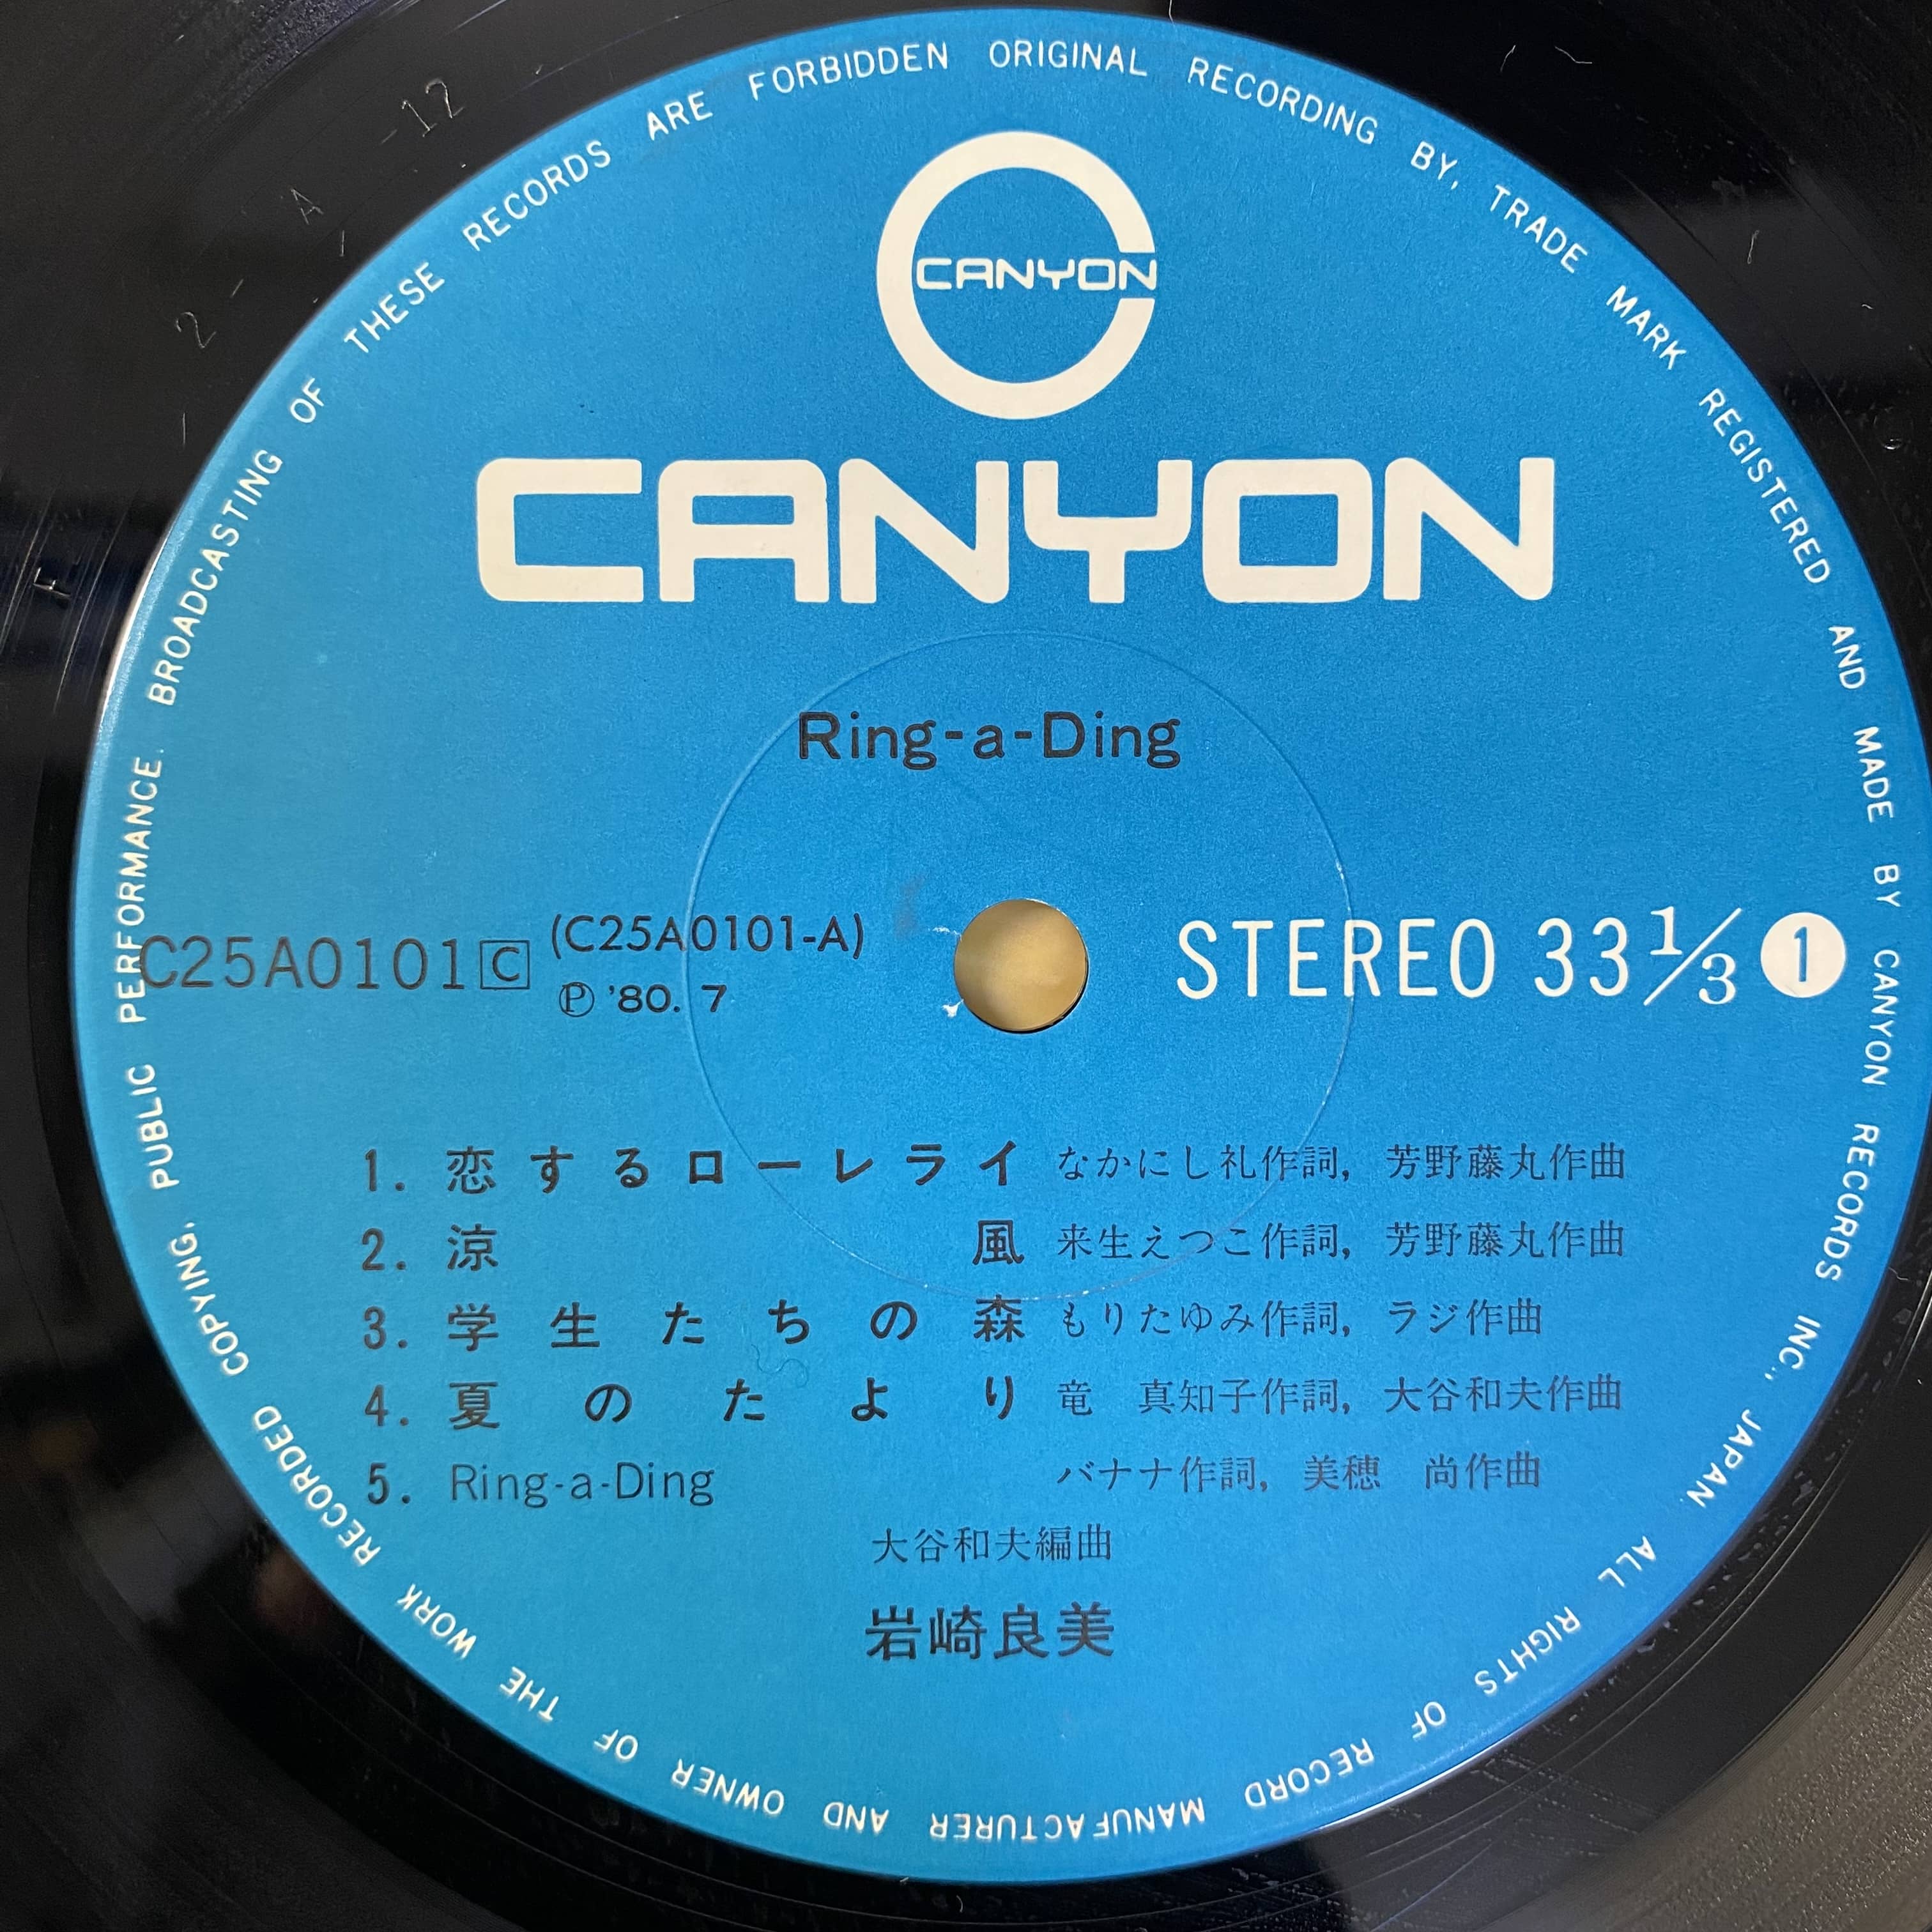 ORIGINAL RECORDING BY, TRADE MARK REGISTERED AND MADE BY CANYON RECORDS INC., JAPAN. ALL RIGHTS OF RECORD MANUFACTURER AND OWNER OF THE WORK RECORDED COPYING, PUBLIC PERFORMANCE. BROADCASTING OF THESE RECORDS ARE FORBIDDEN
CANYON
CANYON
Ring-a-Ding
C25A0101 C (C25A0101-A)
Ⓟ '80. 7
STEREO 33 1/3 1
1. 恋するローレライ なかにし礼作詞, 芳野藤丸作曲
2. 涼風 来生えつこ作詞, 芳野藤丸作曲
3. 学生たちの森 もりたゆみ作詞, ラジ作曲
4. 夏のたより 竜 真知子作詞, 大谷和夫作曲
5. Ring-a-Ding バナナ作詞, 美穂 尚作曲
大谷和夫編曲
岩崎良美